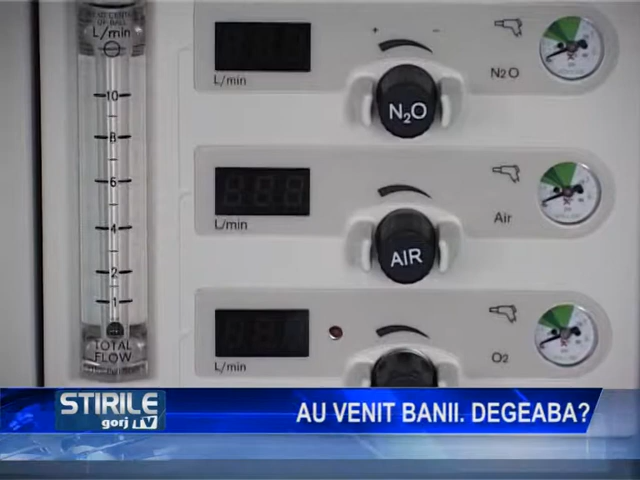 L/min
10
8
6
4
2
1
TOTAL
FLOW
L/min
+ -
N₂O
N₂O
L/min
AIR
Air
L/min
O₂
STIRILE
gorj TV
AU VENIT BANII. DEGEABA?